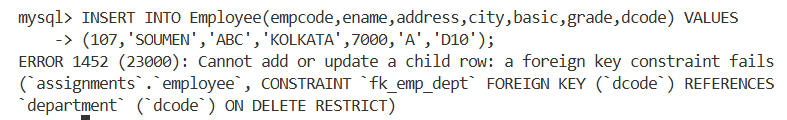 mysql> INSERT INTO Employee(empcode,ename,address,city,basic,grade,dcode) VALUES
    -> (107,'SOUMEN','ABC','KOLKATA',7000,'A','D10');
ERROR 1452 (23000): Cannot add or update a child row: a foreign key constraint fails
(`assignments`.`employee`, CONSTRAINT `fk_emp_dept` FOREIGN KEY (`dcode`) REFERENCES
`department` (`dcode`) ON DELETE RESTRICT)